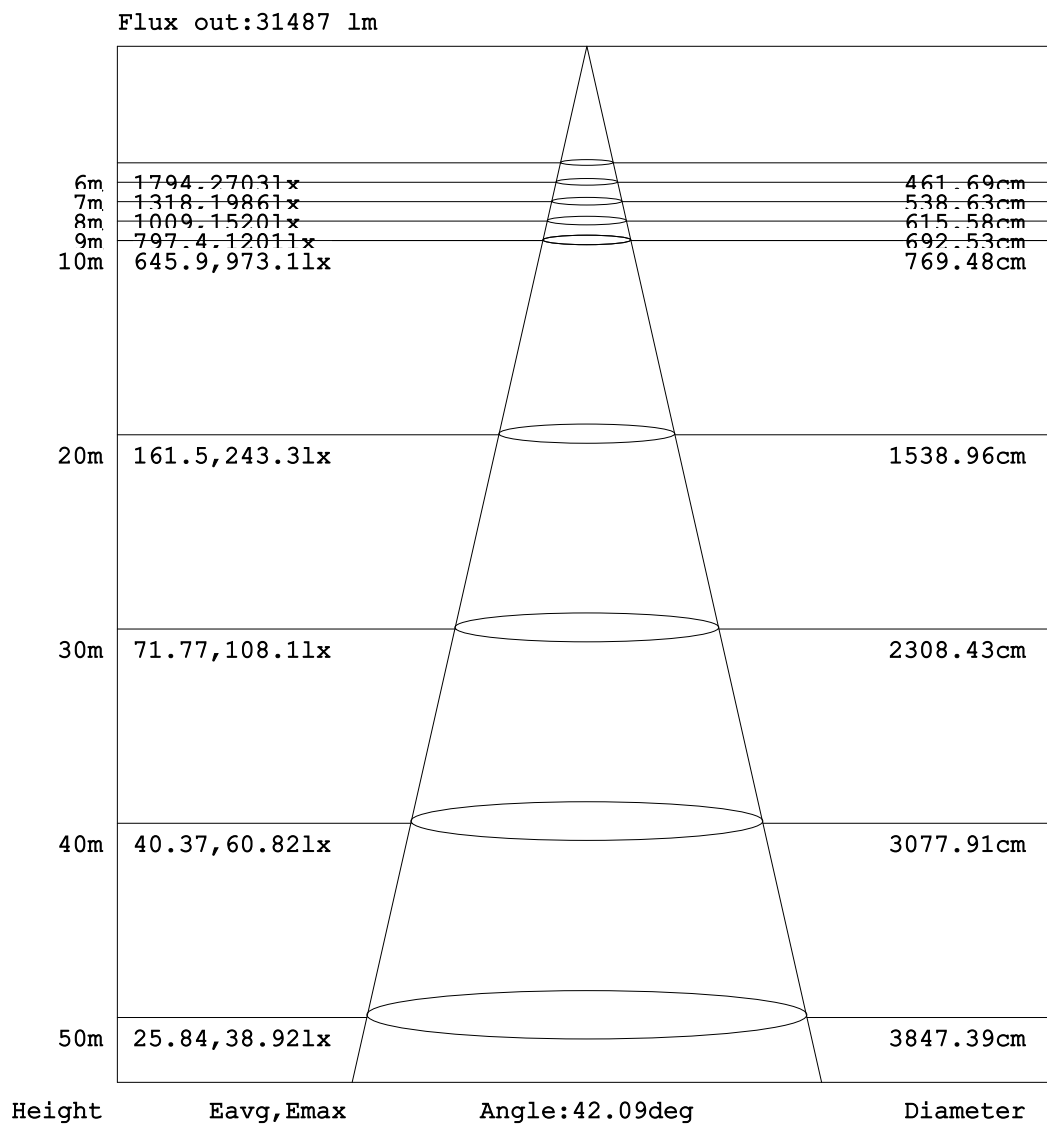 Flux out:31487 lm
6m 1794,2703lx 461.69cm
7m 1318,1986lx 538.63cm
8m 1009,1520lx 615.58cm
9m 797.4,1201lx 692.53cm
10m 645.9,973.1lx 769.48cm
20m 161.5,243.3lx 1538.96cm
30m 71.77,108.1lx 2308.43cm
40m 40.37,60.82lx 3077.91cm
50m 25.84,38.92lx 3847.39cm
Height Eavg,Emax Angle:42.09deg Diameter